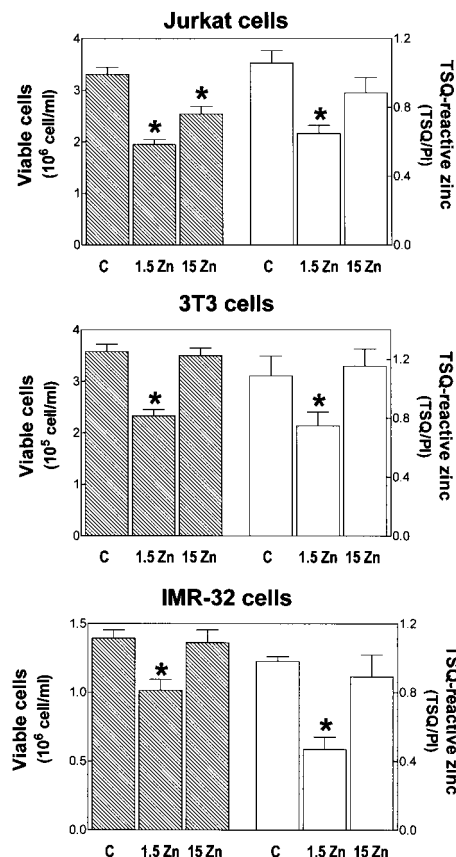 Jurkat cells
Viable cells
(10⁶ cell/ml)
4
3
2
1
0
* * *
1.2
0.8
0.4
0.0
TSQ-reactive zinc
(TSQ/PI)
C 1.5 Zn 15 Zn C 1.5 Zn 15 Zn
3T3 cells
Viable cells
(10⁵ cell/ml)
4
3
2
1
0
* *
1.2
0.8
0.4
0.0
TSQ-reactive zinc
(TSQ/PI)
C 1.5 Zn 15 Zn C 1.5 Zn 15 Zn
IMR-32 cells
Viable cells
(10⁶ cell/ml)
1.5
1.0
0.5
0.0
* *
1.2
0.8
0.4
0.0
TSQ-reactive zinc
(TSQ/PI)
C 1.5 Zn 15 Zn C 1.5 Zn 15 Zn